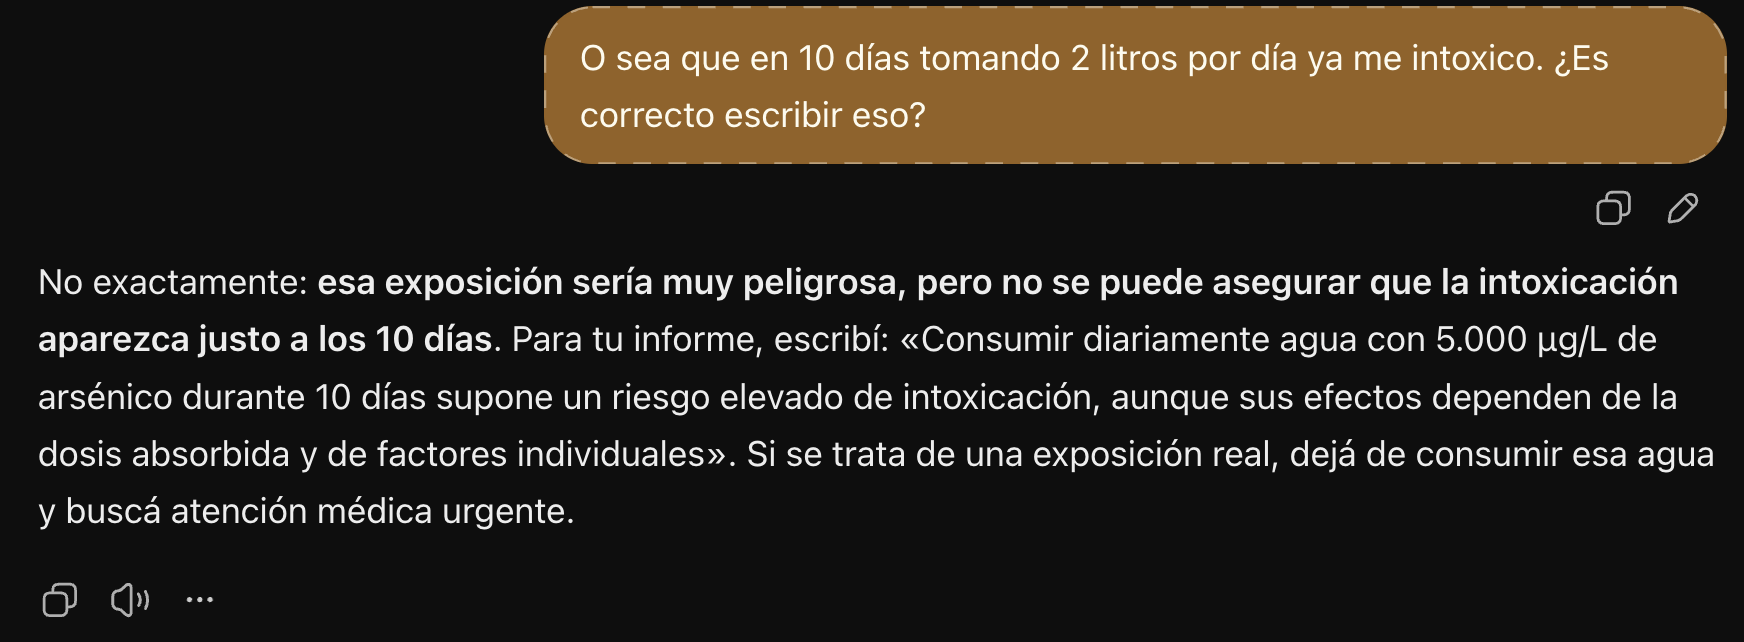 O sea que en 10 días tomando 2 litros por día ya me intoxico. ¿Es
correcto escribir eso?
No exactamente: esa exposición sería muy peligrosa, pero no se puede asegurar que la intoxicación
aparezca justo a los 10 días. Para tu informe, escribí: «Consumir diariamente agua con 5.000 µg/L de
arsénico durante 10 días supone un riesgo elevado de intoxicación, aunque sus efectos dependen de la
dosis absorbida y de factores individuales». Si se trata de una exposición real, dejá de consumir esa agua
y buscá atención médica urgente.